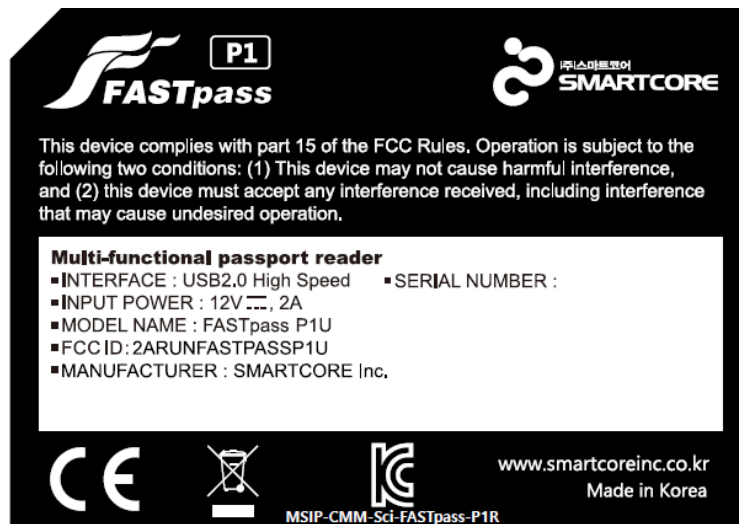 FASTpass
P1
(주)스마트코어
SMARTCORE
This device complies with part 15 of the FCC Rules. Operation is subject to the
following two conditions: (1) This device may not cause harmful interference,
and (2) this device must accept any interference received, including interference
that may cause undesired operation.
Multi-functional passport reader
▪INTERFACE : USB2.0 High Speed ▪SERIAL NUMBER :
▪INPUT POWER : 12V ⎓, 2A
▪MODEL NAME : FASTpass P1U
▪FCC ID: 2ARUNFASTPASSP1U
▪MANUFACTURER : SMARTCORE Inc.
CE
www.smartcoreinc.co.kr
Made in Korea
MSIP-CMM-Sci-FASTpass-P1R